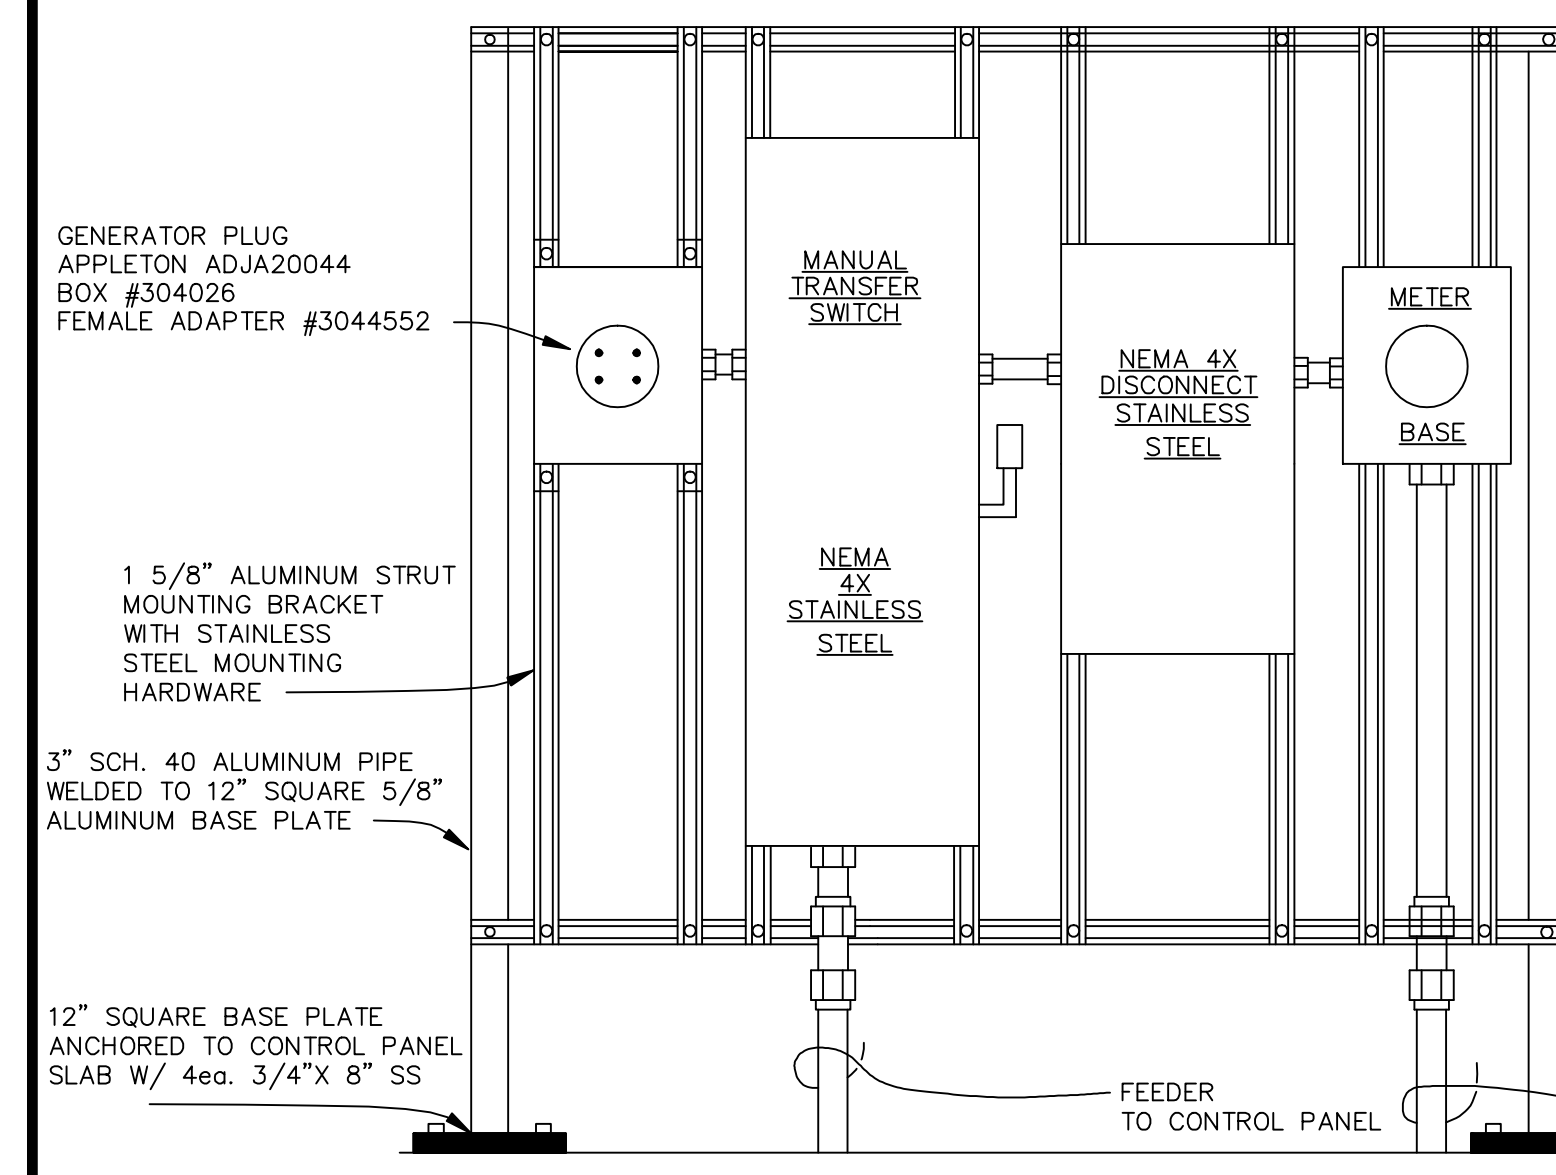 GENERATOR PLUG
APPLETON ADJA20044
BOX #304026
FEMALE ADAPTER #3044552
MANUAL
TRANSFER
SWITCH
NEMA
4X
STAINLESS
STEEL
NEMA 4X
DISCONNECT
STAINLESS
STEEL
METER
BASE
1 5/8” ALUMINUM STRUT
MOUNTING BRACKET
WITH STAINLESS
STEEL MOUNTING
HARDWARE
3” SCH. 40 ALUMINUM PIPE
WELDED TO 12” SQUARE 5/8”
ALUMINUM BASE PLATE
12” SQUARE BASE PLATE
ANCHORED TO CONTROL PANEL
SLAB W/ 4ea. 3/4”X 8” SS
FEEDER
TO CONTROL PANEL